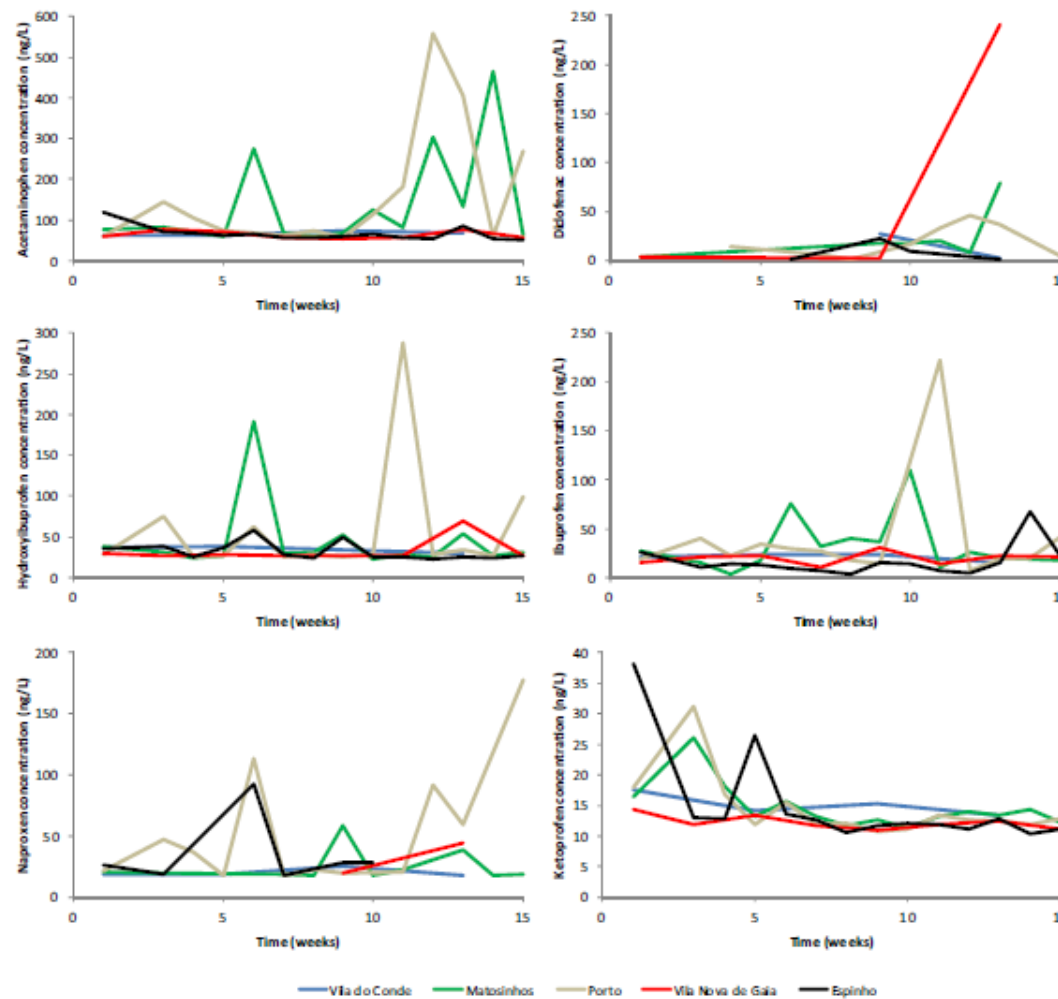 Acetaminophen concentration (ng/L)
600
500
400
300
200
100
0
0 5 10 15
Time (weeks)
Diclofenac concentration (ng/L)
250
200
150
100
50
0
0 5 10 1
Time (weeks)
Hydroxyibuprofen concentration (ng/L)
300
250
200
150
100
50
0
0 5 10 15
Time (weeks)
Ibuprofen concentration (ng/L)
250
200
150
100
50
0
0 5 10 1
Time (weeks)
Naproxenconcentration (ng/L)
200
150
100
50
0
0 5 10 15
Time (weeks)
Ketoprofenconcentration (ng/L)
40
35
30
25
20
15
10
5
0
0 5 10 1
Time (weeks)
Vila do Conde Matosinhos Porto Vila Nova de Gaia Espinho